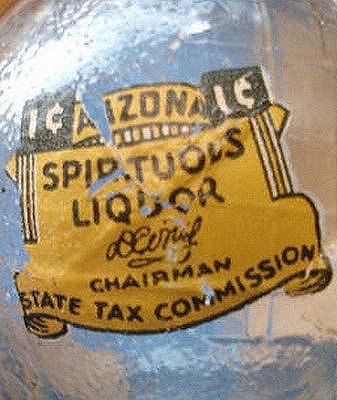 1¢ ARIZONA 1¢
SPIRITUOUS
LIQUOR
CHAIRMAN
STATE TAX COMMISSION